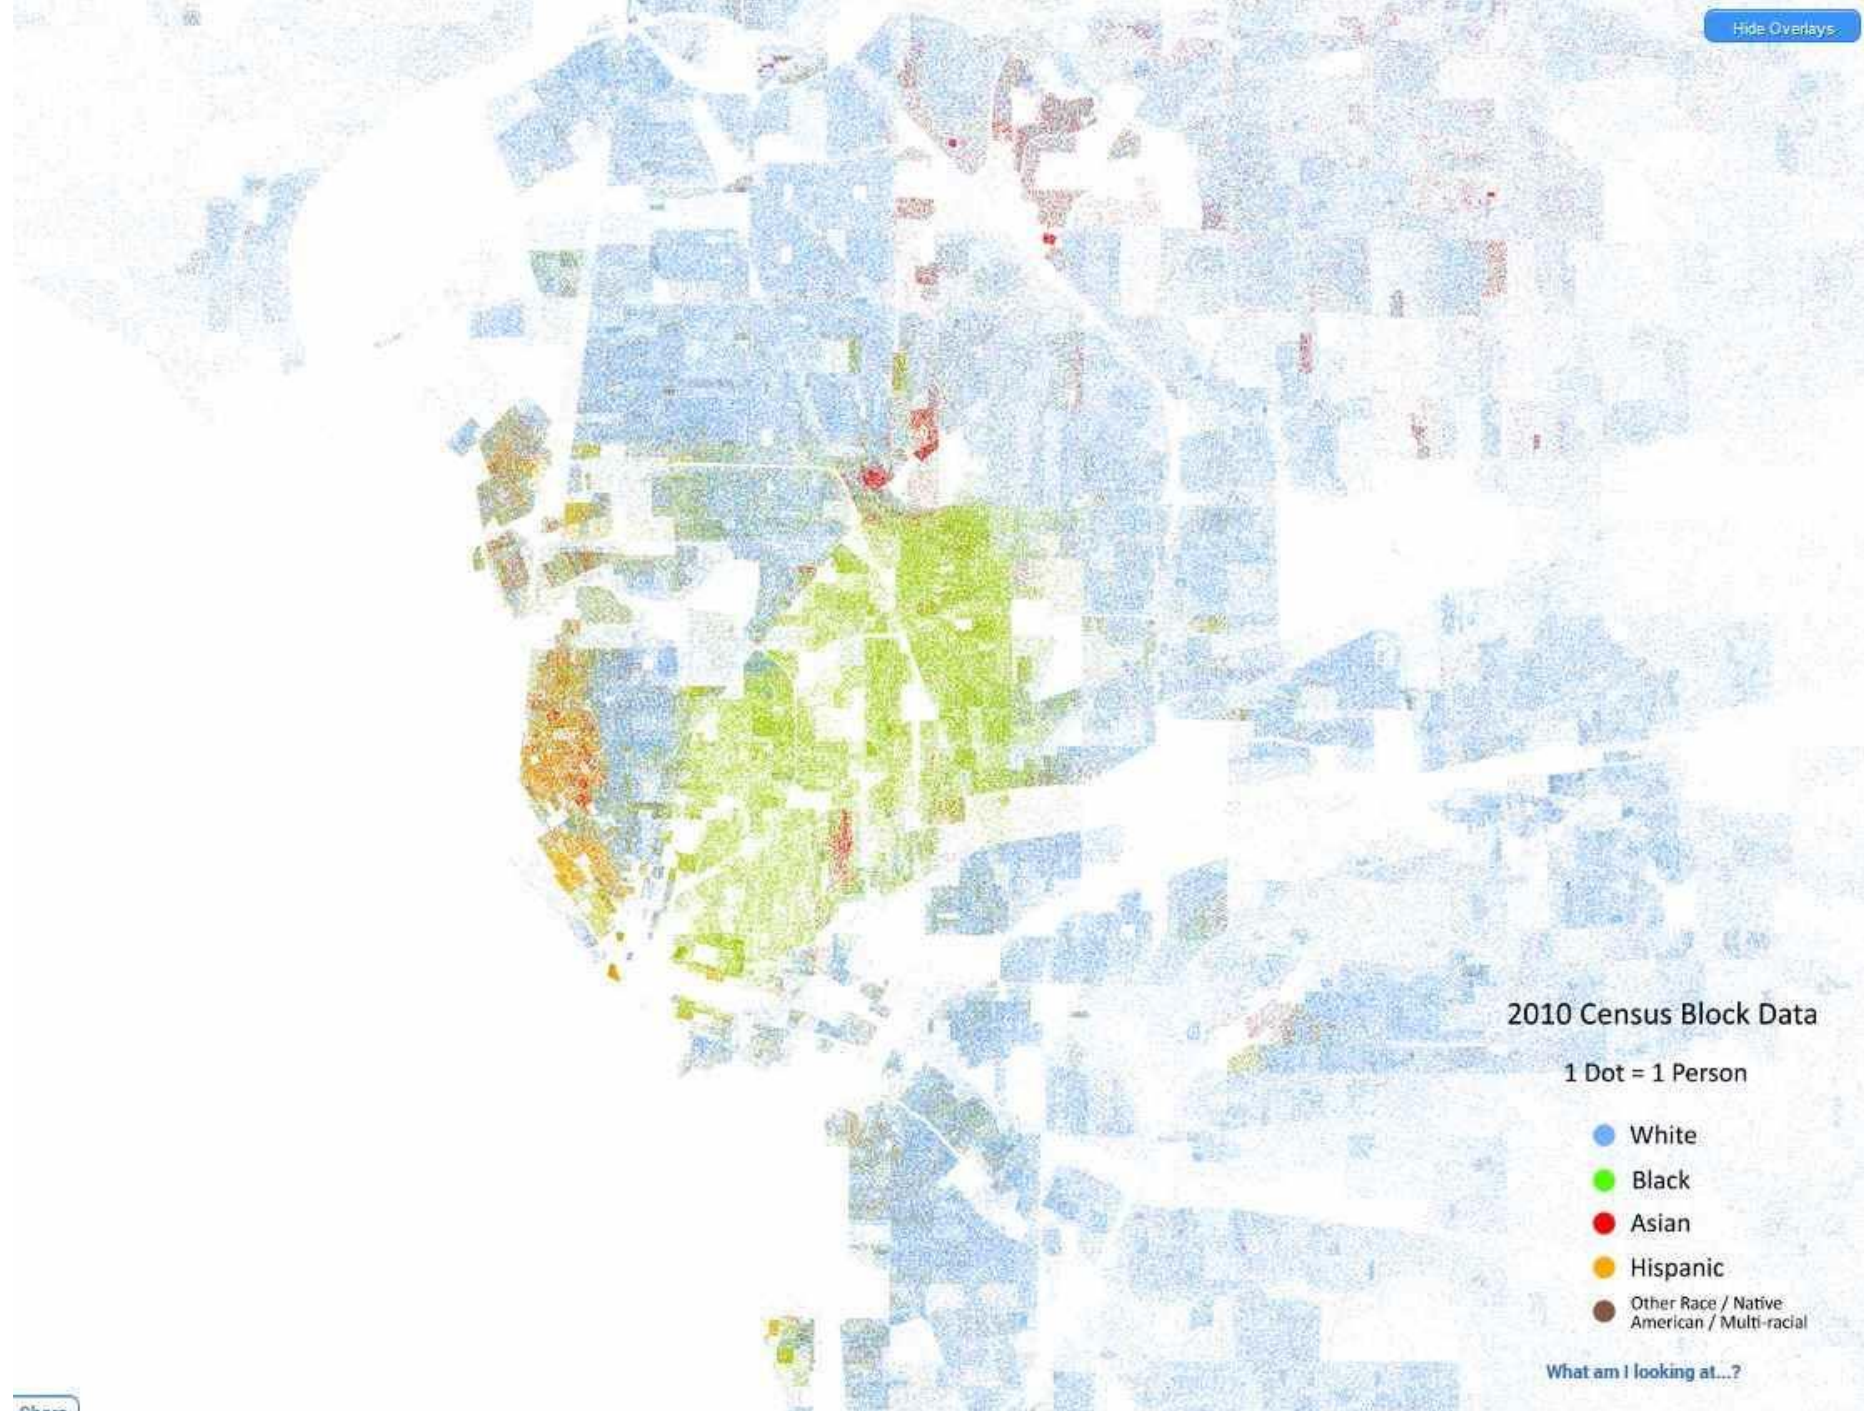 Hide Overlays
2010 Census Block Data
1 Dot = 1 Person
White
Black
Asian
Hispanic
Other Race / Native
American / Multi-racial
What am I looking at...?